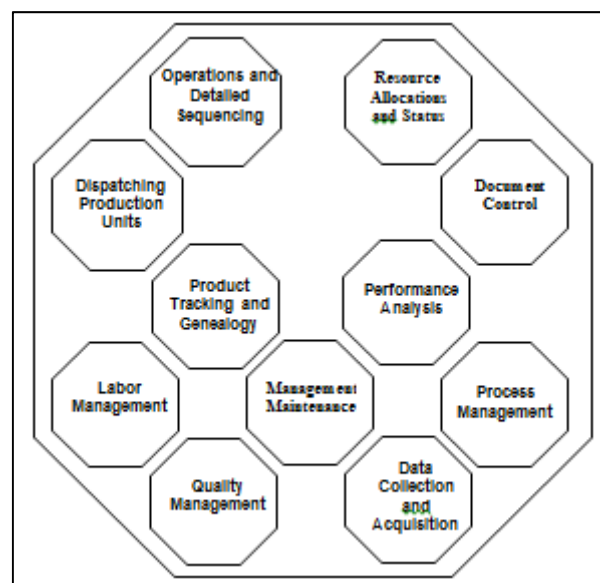 Operations and
Detailed
Sequencing
Resource
Allocations
and Status
Dispatching
Production
Units
Document
Control
Product
Tracking and
Genealogy
Performance
Analysis
Labor
Management
Management
Maintenance
Process
Management
Quality
Management
Data
Collection
and
Acquisition